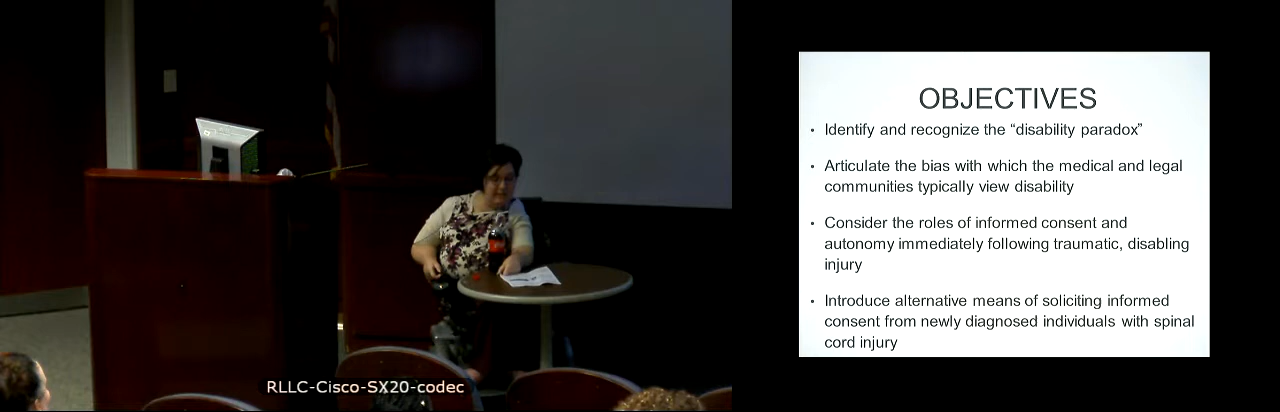 OBJECTIVES
• Identify and recognize the “disability paradox”
• Articulate the bias with which the medical and legal
communities typically view disability
• Consider the roles of informed consent and
autonomy immediately following traumatic, disabling
injury
• Introduce alternative means of soliciting informed
consent from newly diagnosed individuals with spinal
cord injury
RLLC-Cisco-SX20-codec